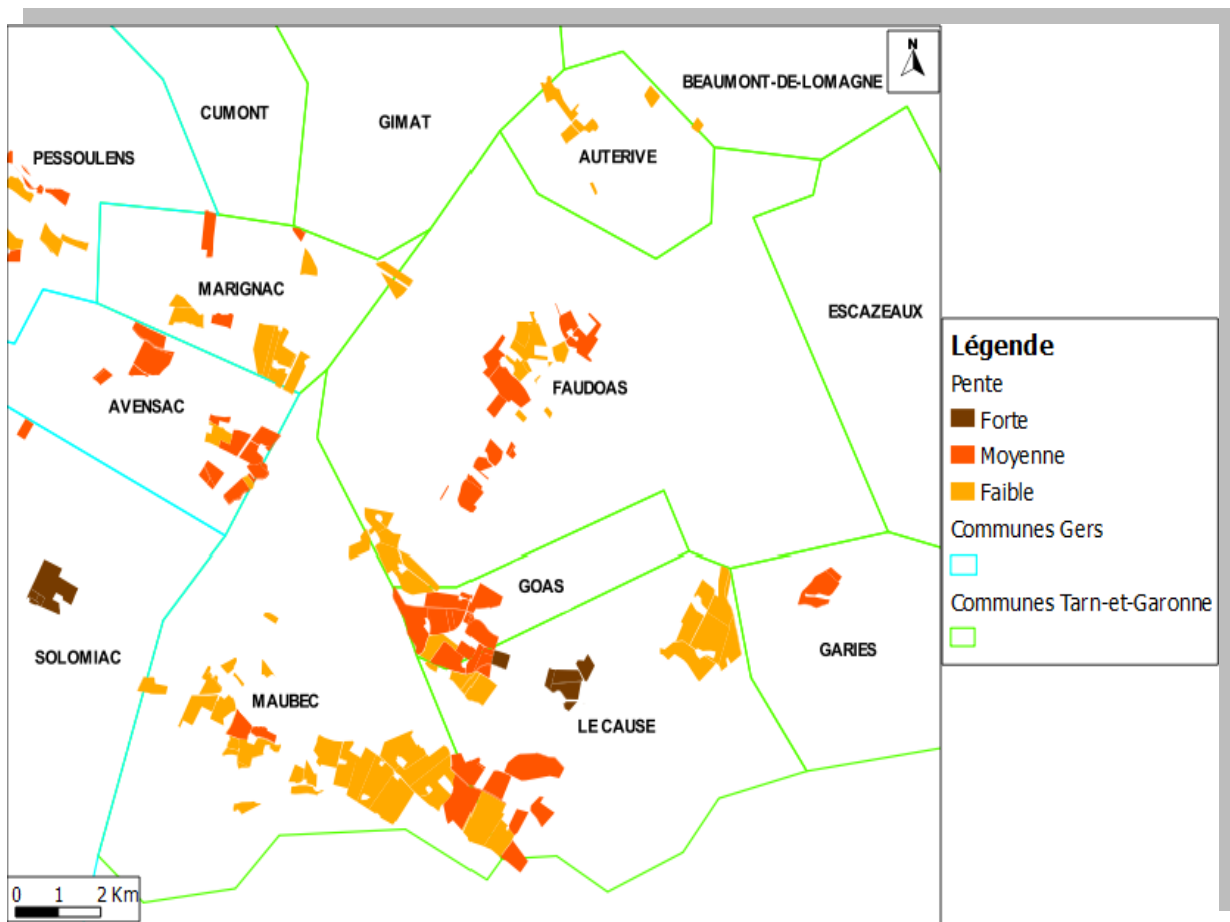 N
BEAUMONT-DE-LOMAGNE
CUMONT
GIMAT
PESSOULENS
AUTERIVE
MARIGNAC
ESCAZEAUX
FAUDOAS
AVENSAC
GOAS
SOLOMIAC
GARIES
MAUBEC
LE CAUSE
0 1 2 Km
Légende
Pente
Forte
Moyenne
Faible
Communes Gers
Communes Tarn-et-Garonne